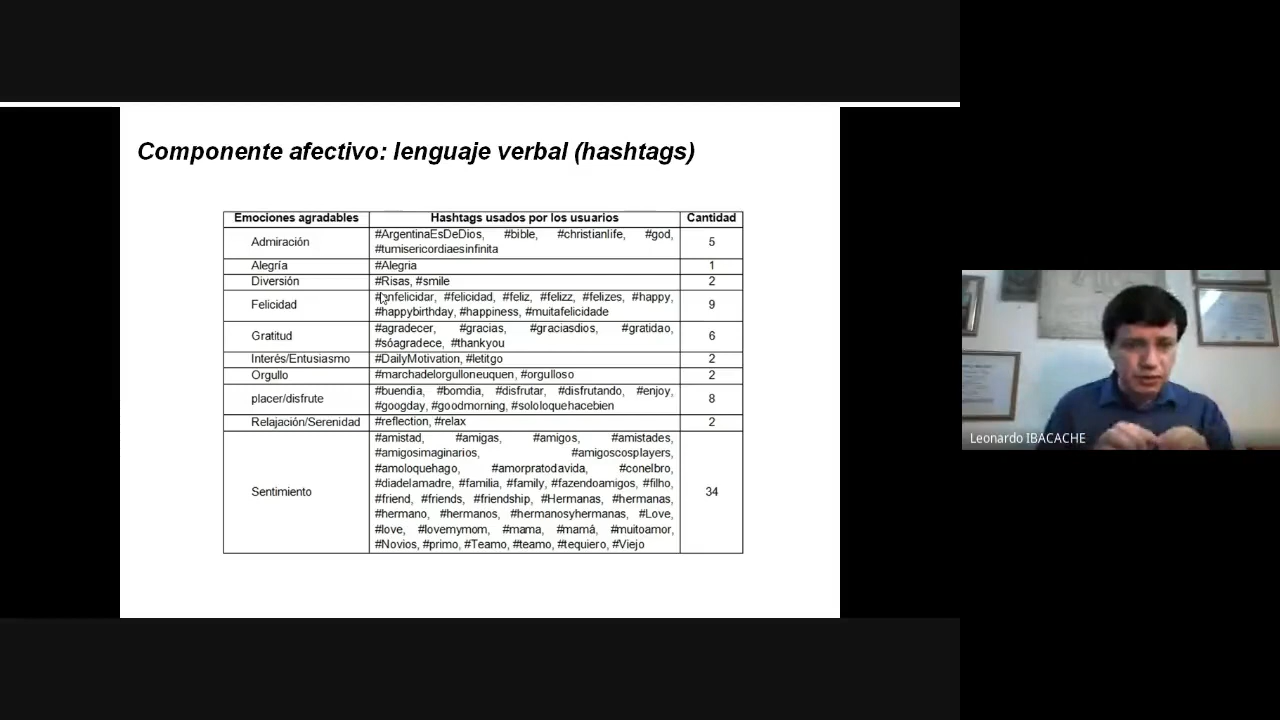 Componente afectivo: lenguaje verbal (hashtags)
Emociones agradables Hashtags usados por los usuarios Cantidad
Admiración #ArgentinaEsDeDios, #bible, #christianlife, #god, 5
#tumisericordiaesinfinita
Alegría #Alegria 1
Diversión #Risas, #smile 2
Felicidad #enfelicidar, #felicidad, #feliz, #felizz, #felizes, #happy, 9
#happybirthday, #happiness, #muitafelicidade
Gratitud #agradecer, #gracias, #graciasdios, #gratidao, 6
#sóagradece, #thankyou
Interés/Entusiasmo #DailyMotivation, #letitgo 2
Orgullo #marchadelorgulloneuquen, #orgulloso 2
placer/disfrute #buendia, #bomdia, #disfrutar, #disfrutando, #enjoy, 8
#googday, #goodmorning, #sololoquehacebien
Relajación/Serenidad #reflection, #relax 2
Sentimiento #amistad, #amigas, #amigos, #amistades, 34
#amigosimaginarios, #amigoscosplayers,
#amoloquehago, #amorpratodavida, #conelbro,
#diadelamadre, #familia, #family, #fazendoamigos, #filho,
#friend, #friends, #friendship, #Hermanas, #hermanas,
#hermano, #hermanos, #hermanosyhermanas, #Love,
#love, #lovemymom, #mama, #mamá, #muitoamor,
#Novios, #primo, #Teamo, #teamo, #tequiero, #Viejo
Leonardo IBACACHE